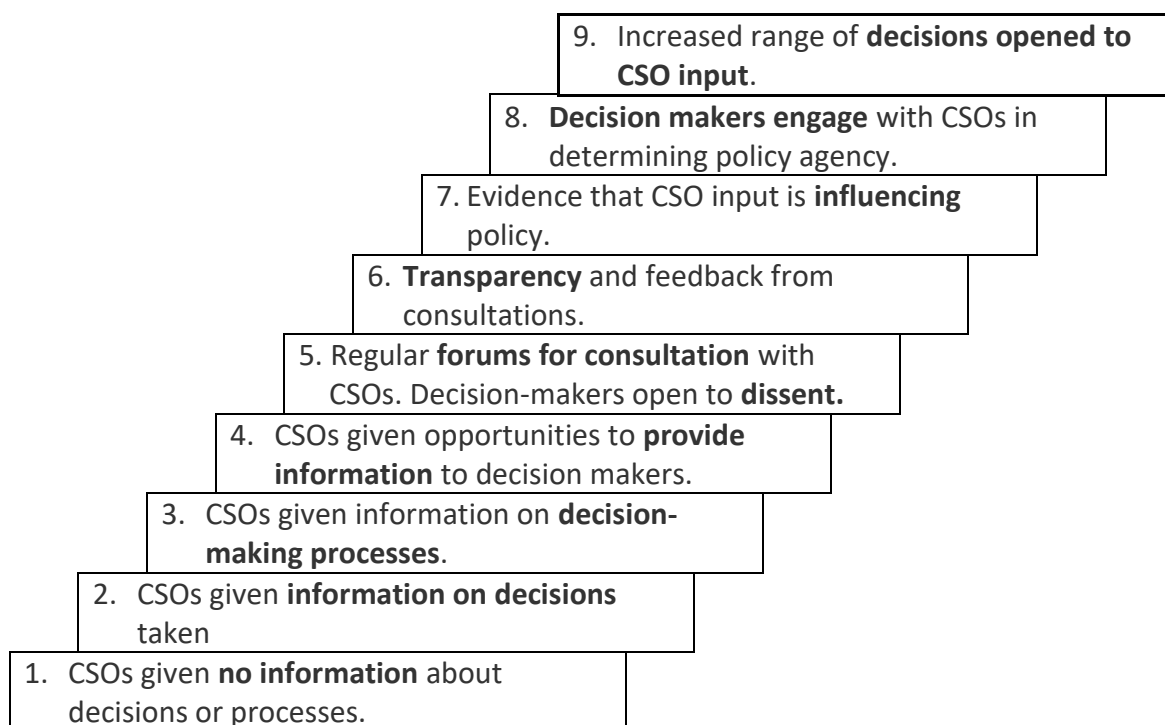 9. Increased range of decisions opened to
CSO input.
8. Decision makers engage with CSOs in
determining policy agency.
7. Evidence that CSO input is influencing
policy.
6. Transparency and feedback from
consultations.
5. Regular forums for consultation with
CSOs. Decision-makers open to dissent.
4. CSOs given opportunities to provide
information to decision makers.
3. CSOs given information on decision-
making processes.
2. CSOs given information on decisions
taken
1. CSOs given no information about
decisions or processes.